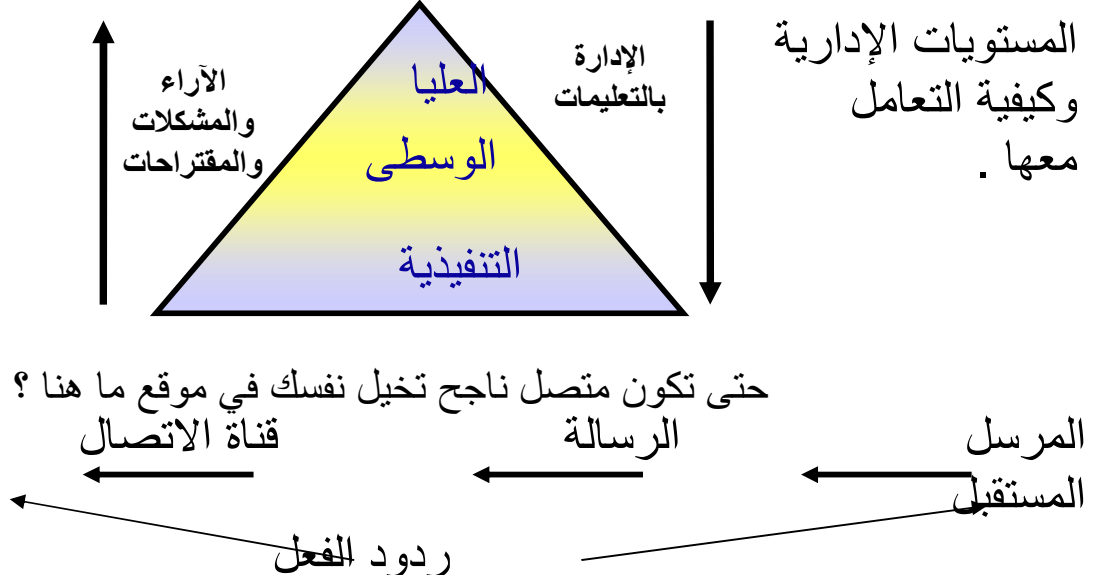 المستويات الإدارية
وكيفية التعامل
معها .
الإدارة
بالتعليمات
العليا
الوسطى
التنفيذية
الآراء
والمشكلات
والمقتراحات
حتى تكون متصل ناجح تخيل نفسك في موقع ما هنا ؟
المرسل الرسالة قناة الاتصال
المستقبل
ردود الفعل